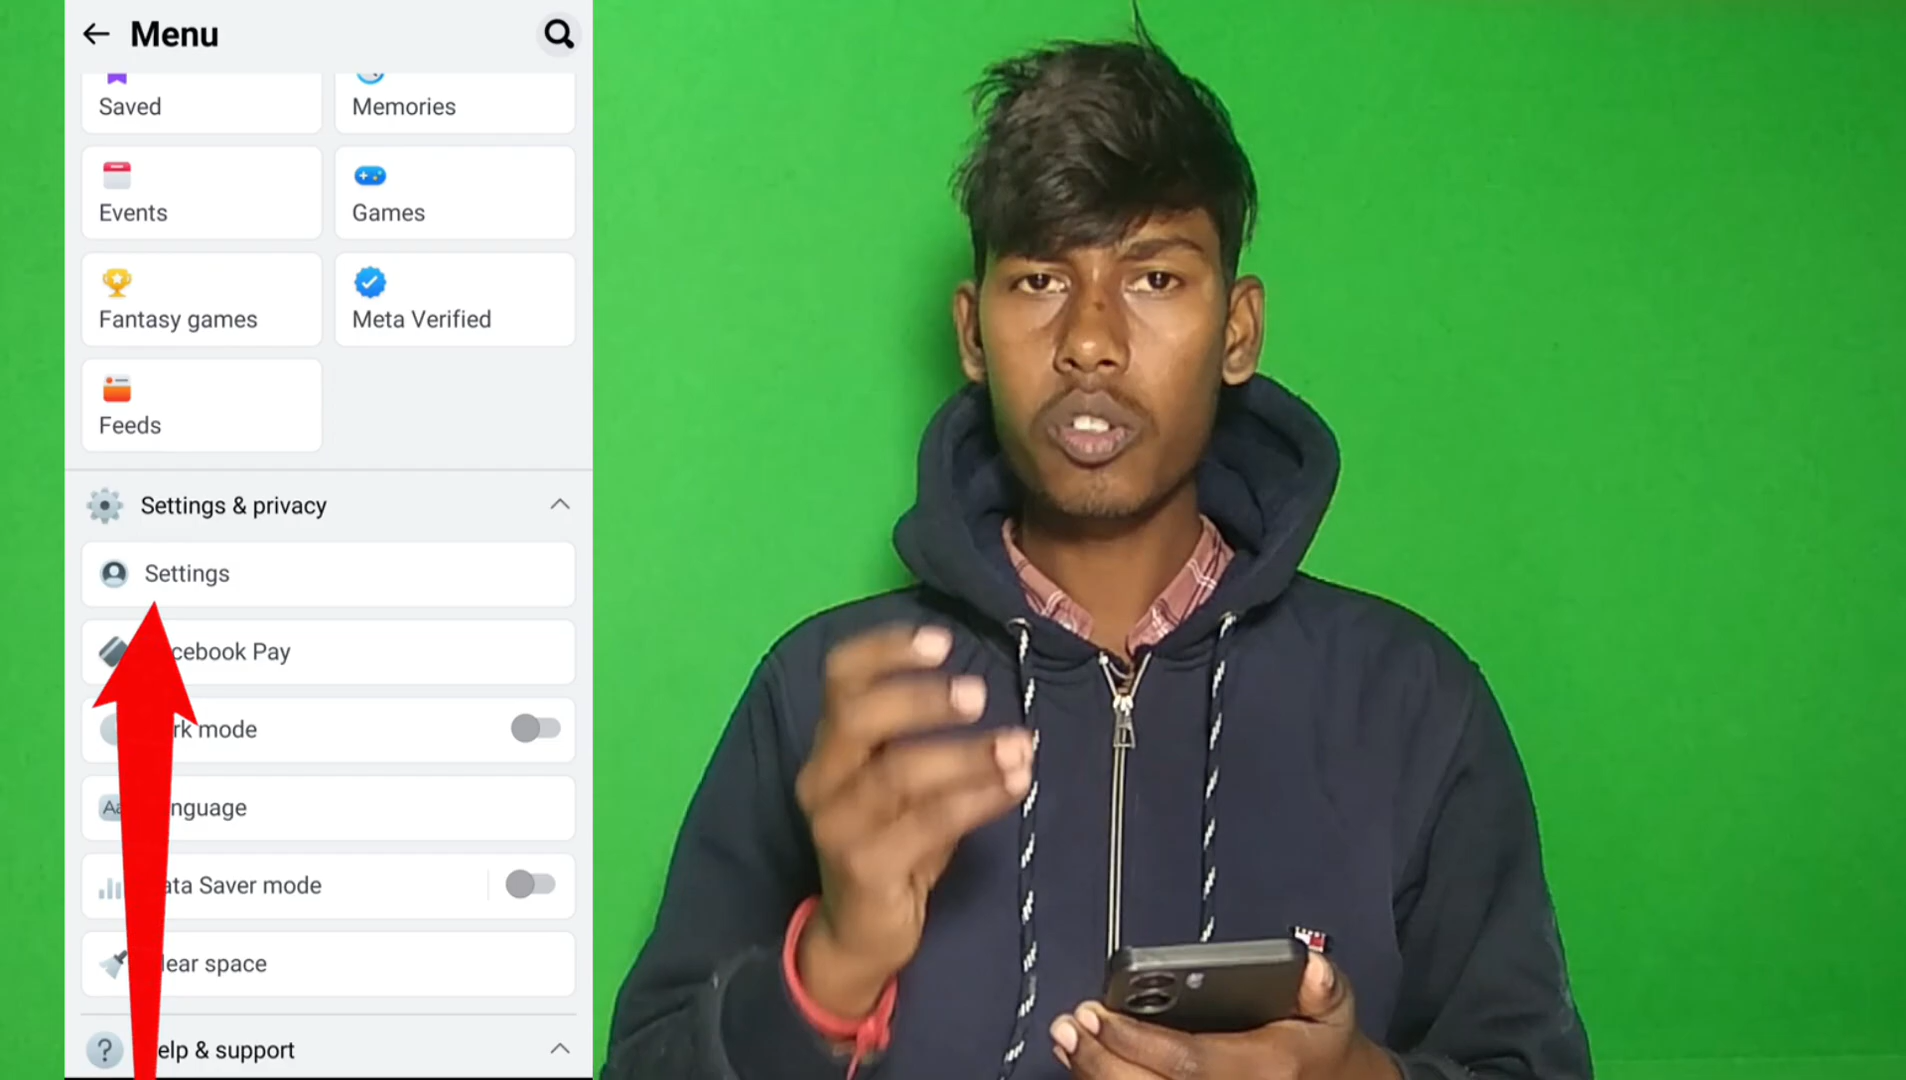 Menu
Saved
Memories
Events
Games
Fantasy games
Meta Verified
Feeds
Settings & privacy
Settings
cebook Pay
rk mode
Aa
nguage
ata Saver mode
lear space
?
elp & support